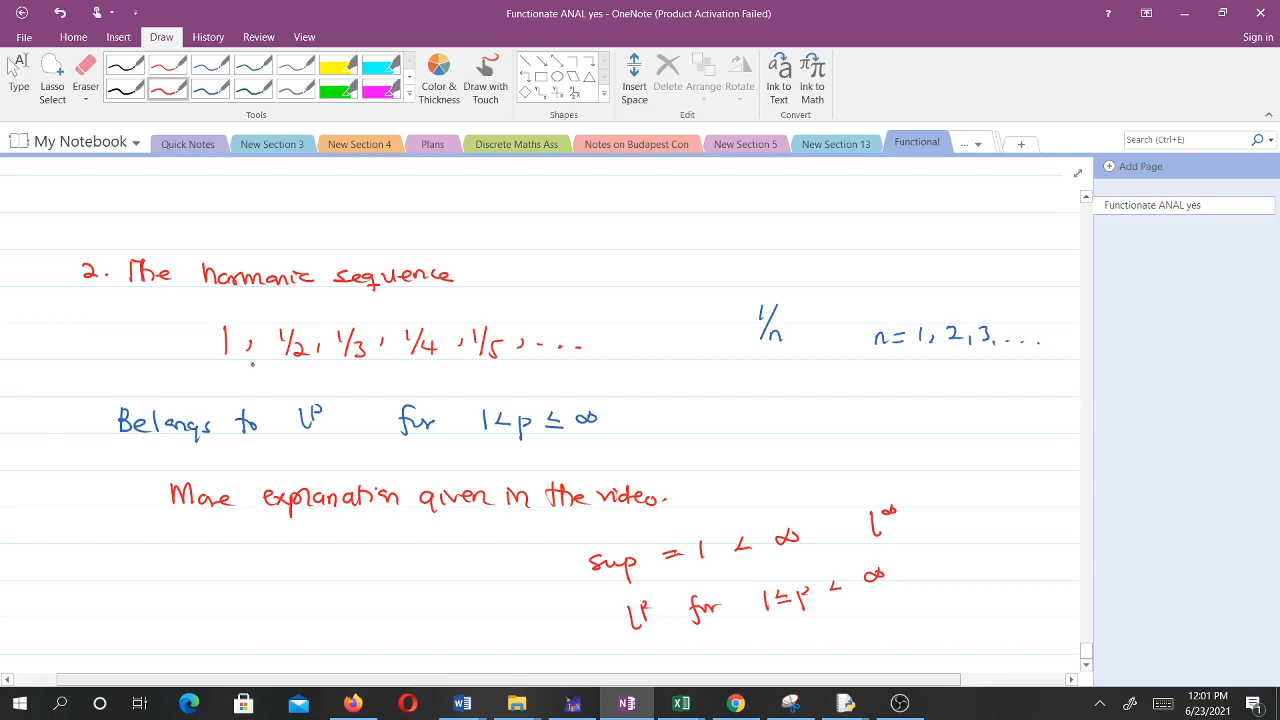 Functionate ANAL yes - OneNote (Product Activation Failed)
Sign in
File Home Insert Draw History Review View
Type
Lasso Select
Eraser
Color & Thickness
Draw with Touch
Insert Space
Delete
Arrange
Rotate
Ink to Text
Ink to Math
Tools
Shapes
Edit
Convert
My Notebook
Quick Notes
New Section 3
New Section 4
Plans
Discrete Maths Ass
Notes on Budapest Con
New Section 5
New Section 13
Functional
...
Search (Ctrl+E)
Add Page
Functionate ANAL yes
2. The harmonic sequence
1, 1/2, 1/3, 1/4, 1/5, ...
1/n n = 1, 2, 3, ...
Belongs to lᵖ for 1 < p ≤ ∞
More explanation given in the video.
sup = 1 < ∞ l^∞
lᵖ for 1 ≤ p < ∞
12:01 PM
6/23/2021